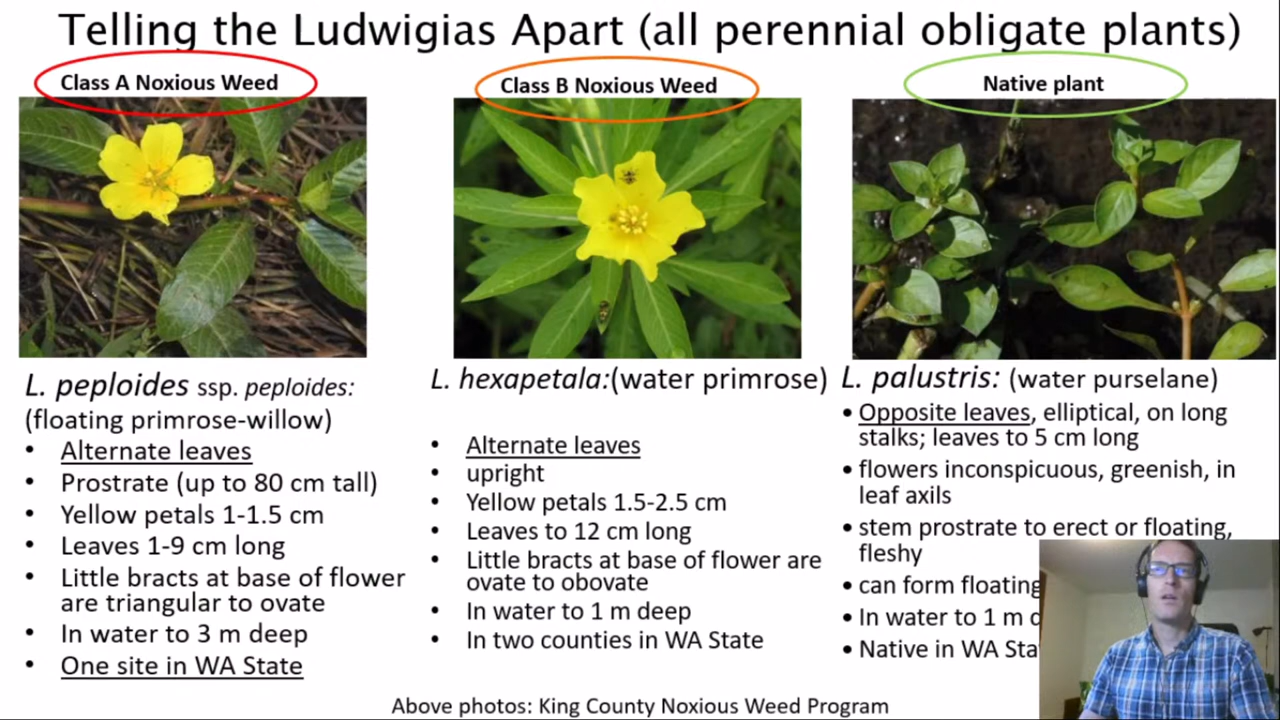 Telling the Ludwigias Apart (all perennial obligate plants)
Class A Noxious Weed
L. peploides ssp. peploides:
(floating primrose-willow)
• Alternate leaves
• Prostrate (up to 80 cm tall)
• Yellow petals 1-1.5 cm
• Leaves 1-9 cm long
• Little bracts at base of flower
are triangular to ovate
• In water to 3 m deep
• One site in WA State
Class B Noxious Weed
L. hexapetala:(water primrose)
• Alternate leaves
• upright
• Yellow petals 1.5-2.5 cm
• Leaves to 12 cm long
• Little bracts at base of flower are
ovate to obovate
• In water to 1 m deep
• In two counties in WA State
Native plant
L. palustris: (water purselane)
• Opposite leaves, elliptical, on long
stalks; leaves to 5 cm long
• flowers inconspicuous, greenish, in
leaf axils
• stem prostrate to erect or floating,
fleshy
• can form floating
• In water to 1 m
• Native in WA
Above photos: King County Noxious Weed Program